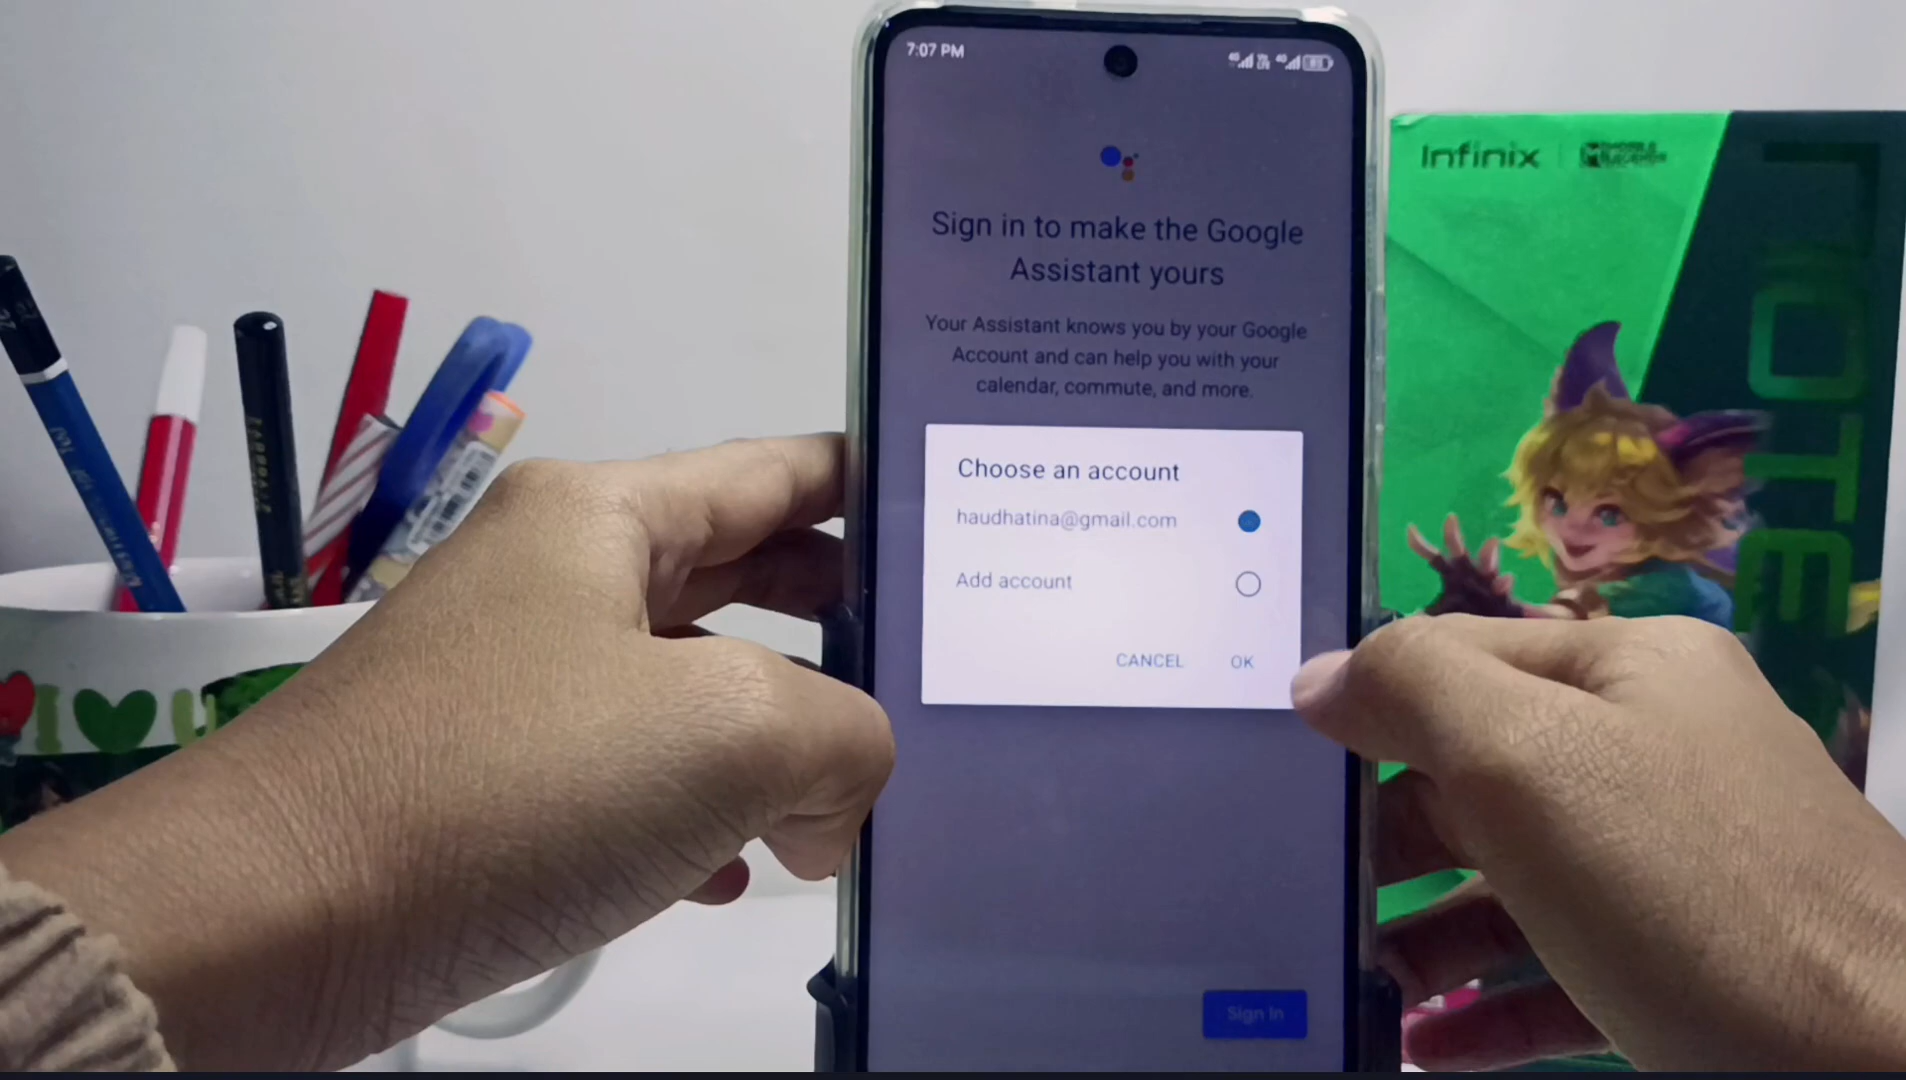 7:07 PM
Sign in to make the Google
Assistant yours
Your Assistant knows you by your Google
Account and can help you with your
calendar, commute, and more.
Choose an account
haudhatina@gmail.com
Add account
CANCEL OK
Sign In
Infinix
NOTE
I U